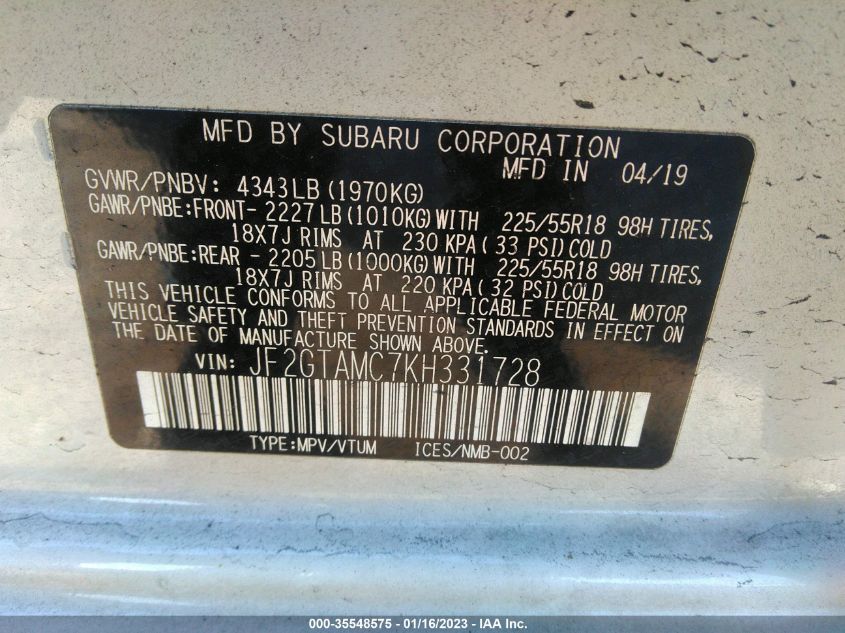 MFD BY SUBARU CORPORATION
MFD IN 04/19
GVWR/PNBV: 4343LB (1970KG)
GAWR/PNBE:FRONT- 2227 LB (1010KG) WITH 225/55R18 98H TIRES,
18X7J RIMS AT 230 KPA ( 33 PSI) COLD
GAWR/PNBE:REAR - 2205 LB (1000KG) WITH 225/55R18 98H TIRES,
18X7J RIMS AT 220 KPA ( 32 PSI) COLD
THIS VEHICLE CONFORMS TO ALL APPLICABLE FEDERAL MOTOR
VEHICLE SAFETY AND THEFT PREVENTION STANDARDS IN EFFECT ON
THE DATE OF MANUFACTURE SHOWN ABOVE.
VIN: JF2GTAMC7KH331728
TYPE:MPV/VTUM ICES/NMB-002
000-35548575 - 01/16/2023 - IAA Inc.